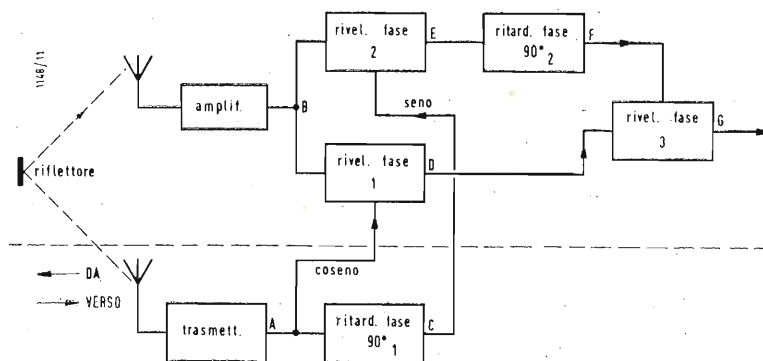 1148/11
rivel. fase
2
E
ritard. fase
90° 2
F
amplif.
B
seno
rivel. fase
3
G
riflettore
rivel. fase
1
D
DA
VERSO
coseno
trasmett.
A
ritard. fase
90° 1
C